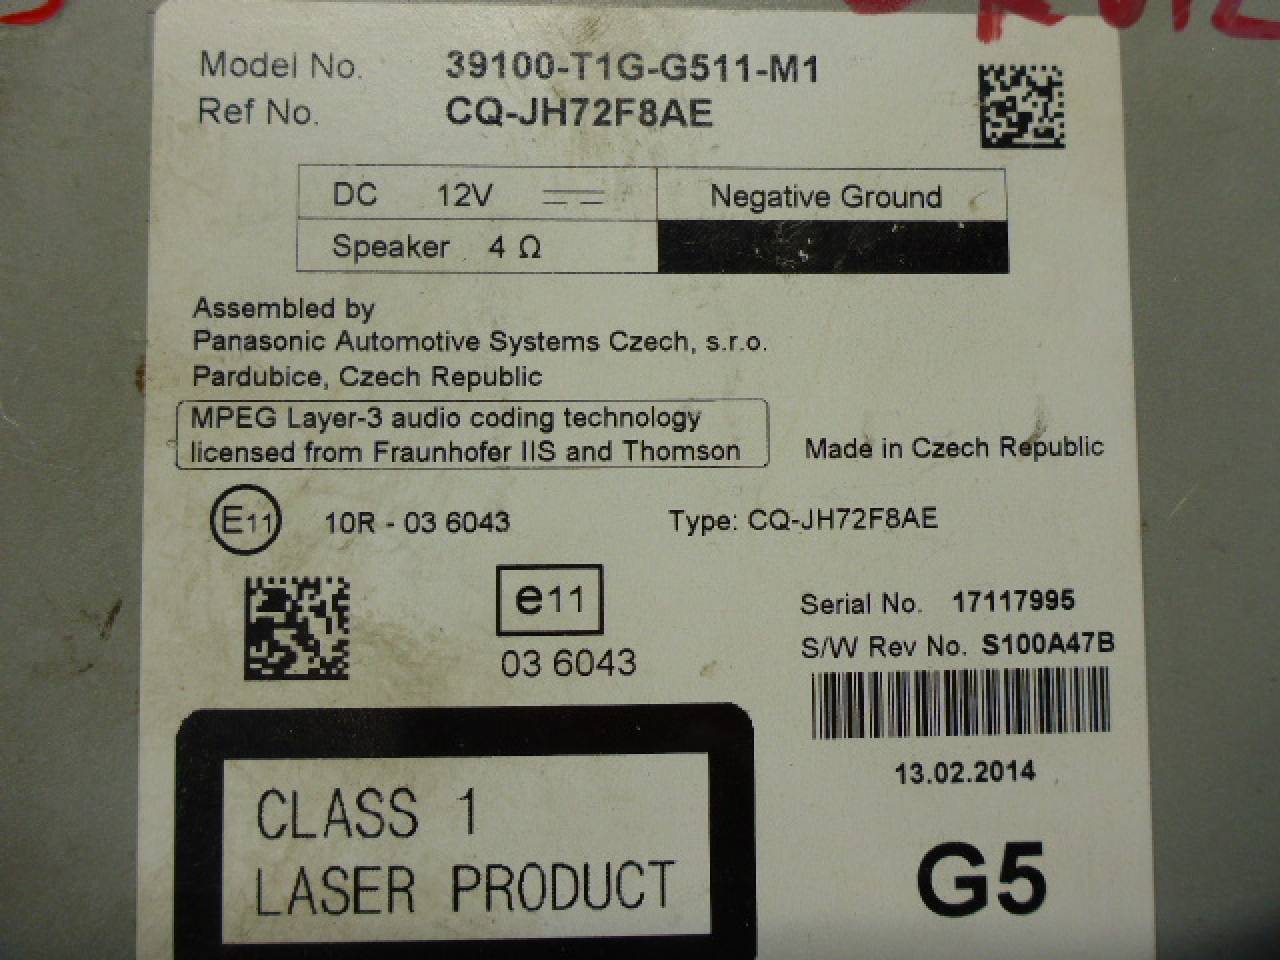 Model No. 39100-T1G-G511-M1
Ref No. CQ-JH72F8AE
DC 12V Negative Ground
Speaker 4 Ω
Assembled by
Panasonic Automotive Systems Czech, s.r.o.
Pardubice, Czech Republic
MPEG Layer-3 audio coding technology
licensed from Fraunhofer IIS and Thomson
Made in Czech Republic
E11 10R - 03 6043 Type: CQ-JH72F8AE
e11
03 6043
Serial No. 17117995
S/W Rev No. S100A47B
13.02.2014
G5
CLASS 1
LASER PRODUCT